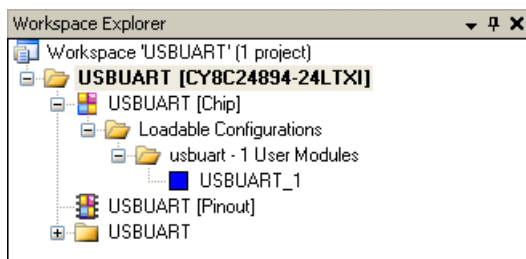 Workspace Explorer
Workspace 'USBUART' (1 project)
USBUART [CY8C24894-24LTXI]
USBUART [Chip]
Loadable Configurations
usbuart - 1 User Modules
USBUART_1
USBUART [Pinout]
USBUART